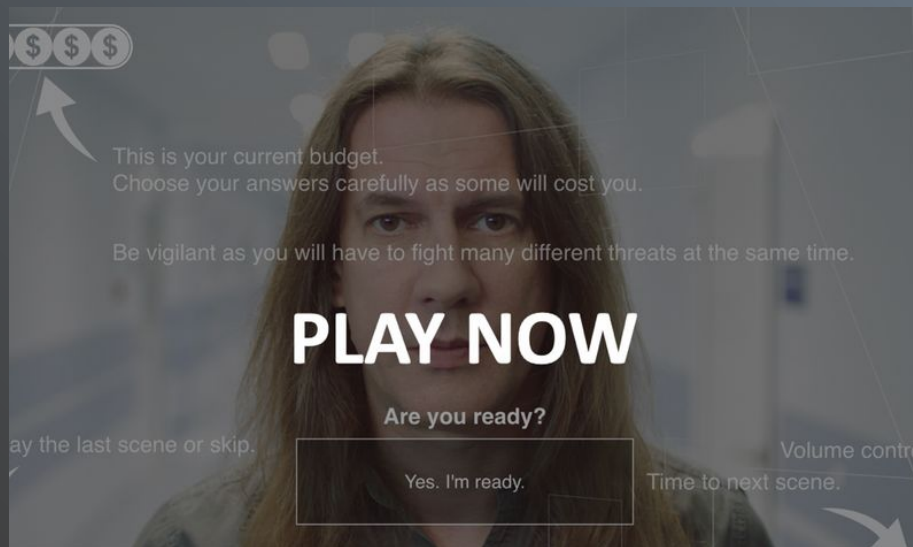 $ $ $
This is your current budget.
Choose your answers carefully as some will cost you.
Be vigilant as you will have to fight many different threats at the same time.
PLAY NOW
Are you ready?
ay the last scene or skip.
Yes. I'm ready.
Volume contr
Time to next scene.